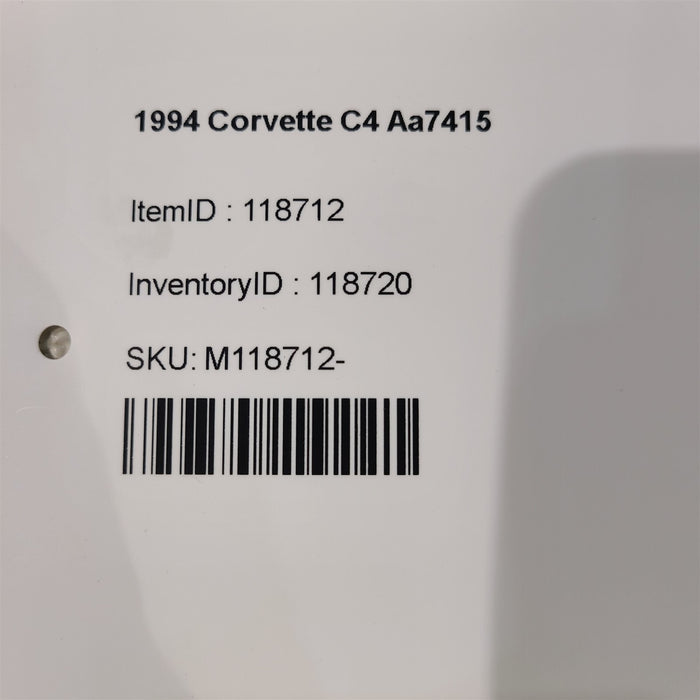 1994 Corvette C4 Aa7415
ItemID : 118712
InventoryID : 118720
SKU: M118712-